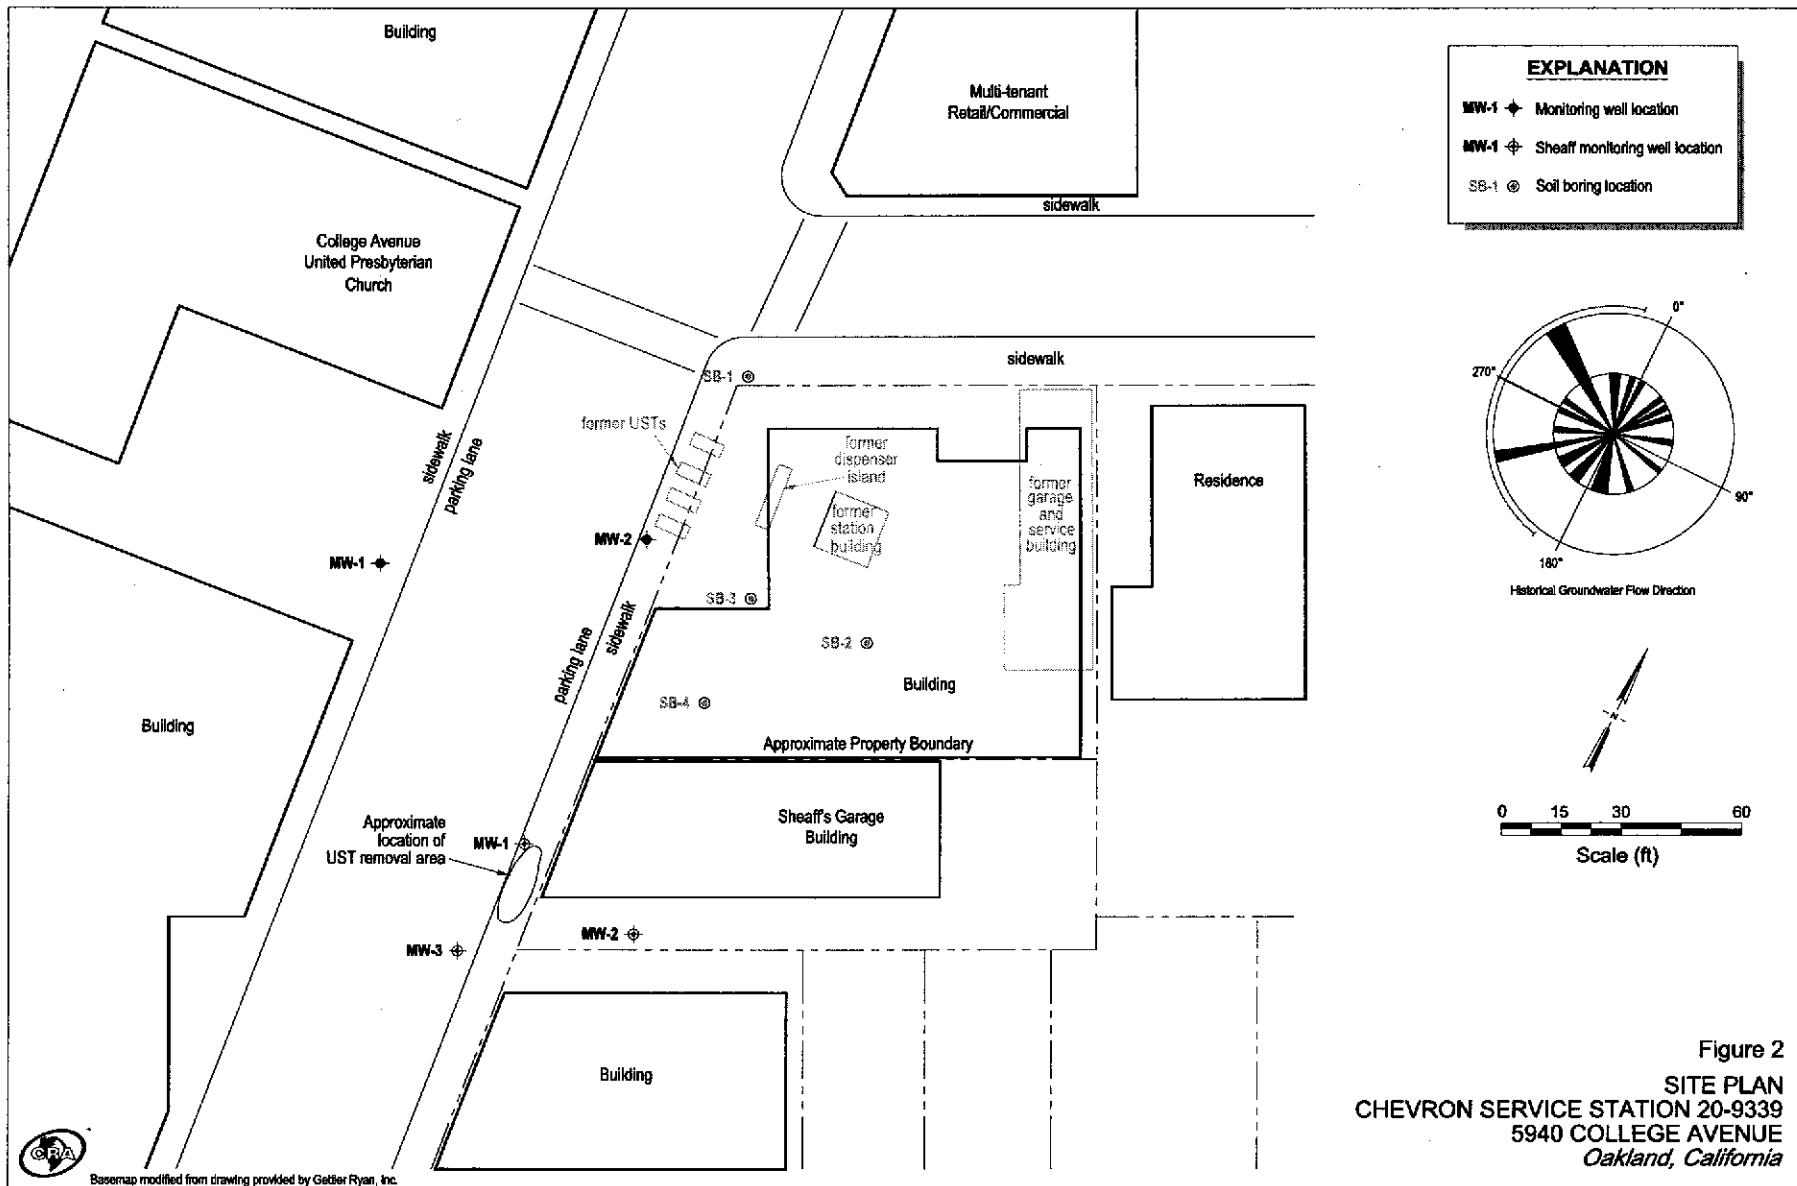 Building
Multi-tenant
Retail/Commercial
sidewalk
College Avenue
United Presbyterian
Church
EXPLANATION
MW-1 Monitoring well location
MW-1 Sheaff monitoring well location
SB-1 Soil boring location
0°
270°
90°
180°
Historical Groundwater Flow Direction
sidewalk
SB-1
former USTs
former
dispenser
island
former
station
building
former
garage
and
service
building
Residence
sidewalk
parking lane
MW-2
MW-1
SB-3
SB-2
sidewalk
parking lane
Building
SB-4
Building
Approximate Property Boundary
N
0 15 30 60
Scale (ft)
Sheaff's Garage
Building
Approximate
location of
UST removal area
MW-1
MW-2
MW-3
Building
Figure 2
SITE PLAN
CHEVRON SERVICE STATION 20-9339
5940 COLLEGE AVENUE
Oakland, California
CRA
Basemap modified from drawing provided by Gettler Ryan, Inc.